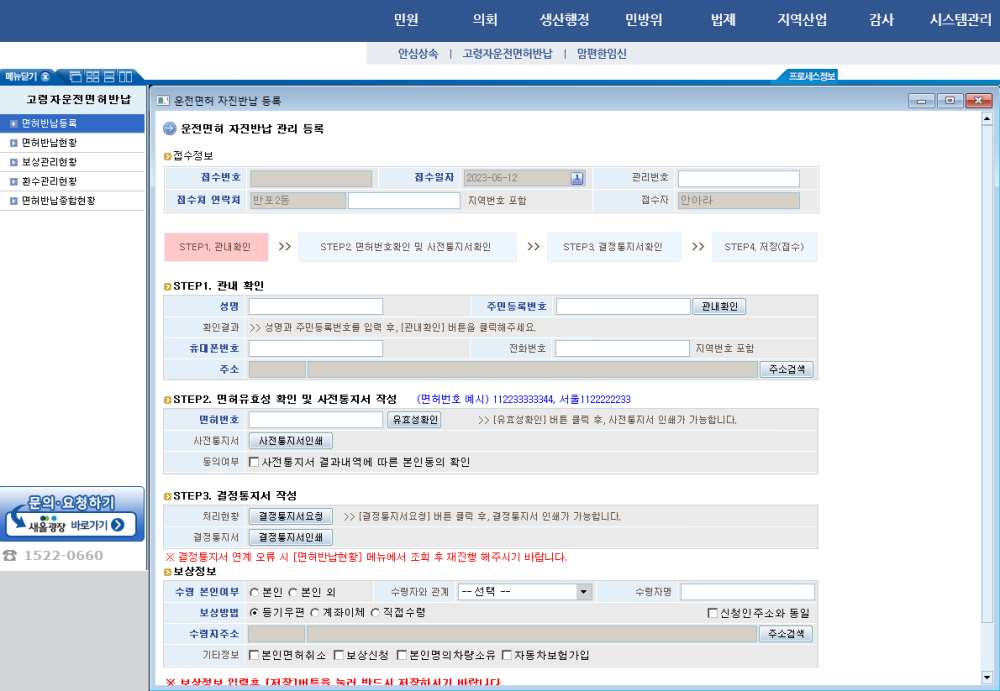 민원 의회 생산행정 민방위 법제 지역산업 감사 시스템관리
안심상속 | 고령자운전면허반납 | 맘편한임신
메뉴닫기
프로세스정보
고령자운전면허반납
면허반납등록
면허반납현황
보상관리현황
환수관리현황
면허반납종합현황
문의·요청하기
새올광장 바로가기
☎ 1522-0660
운전면허 자진반납 등록
운전면허 자진반납 관리 등록
접수정보
접수번호 접수일자 2023-06-12 관리번호
접수처 연락처 반포2동 지역번호 포함 접수자 안아라
STEP1, 관내확인 >> STEP2, 면허번호확인 및 사전통지서확인 >> STEP3, 결정통지서확인 >> STEP4, 저장(접수)
STEP1. 관내 확인
성명 주민등록번호 관내확인
확인결과 >> 성명과 주민등록번호를 입력 후, [관내확인] 버튼을 클릭해주세요.
휴대폰번호 전화번호 지역번호 포함
주소 주소검색
STEP2. 면허유효성 확인 및 사전통지서 작성 (면허번호 예시) 112233333344, 서울1122222233
면허번호 유효성확인 >> [유효성확인] 버튼 클릭 후, 사전통지서 인쇄가 가능합니다.
사전통지서 사전통지서인쇄
동의여부 사전통지서 결과내역에 따른 본인동의 확인
STEP3. 결정통지서 작성
처리현황 결정통지서요청 >> [결정통지서요청] 버튼 클릭 후, 결정통지서 인쇄가 가능합니다.
결정통지서 결정통지서인쇄
※ 결정통지서 연계 오류 시 [면허반납현황] 메뉴에서 조회 후 재진행 해주시기 바랍니다.
보상정보
수령 본인여부 본인 본인 외 수령자와 관계 -- 선택 -- 수령자명
보상방법 등기우편 계좌이체 직접수령 신청인주소와 동일
수령지주소 주소검색
기타정보 본인면허취소 보상신청 본인명의차량소유 자동차보험가입
※ 보상정보 입력후 [저장]버튼을 눌러 반드시 저장하시기 바랍니다.